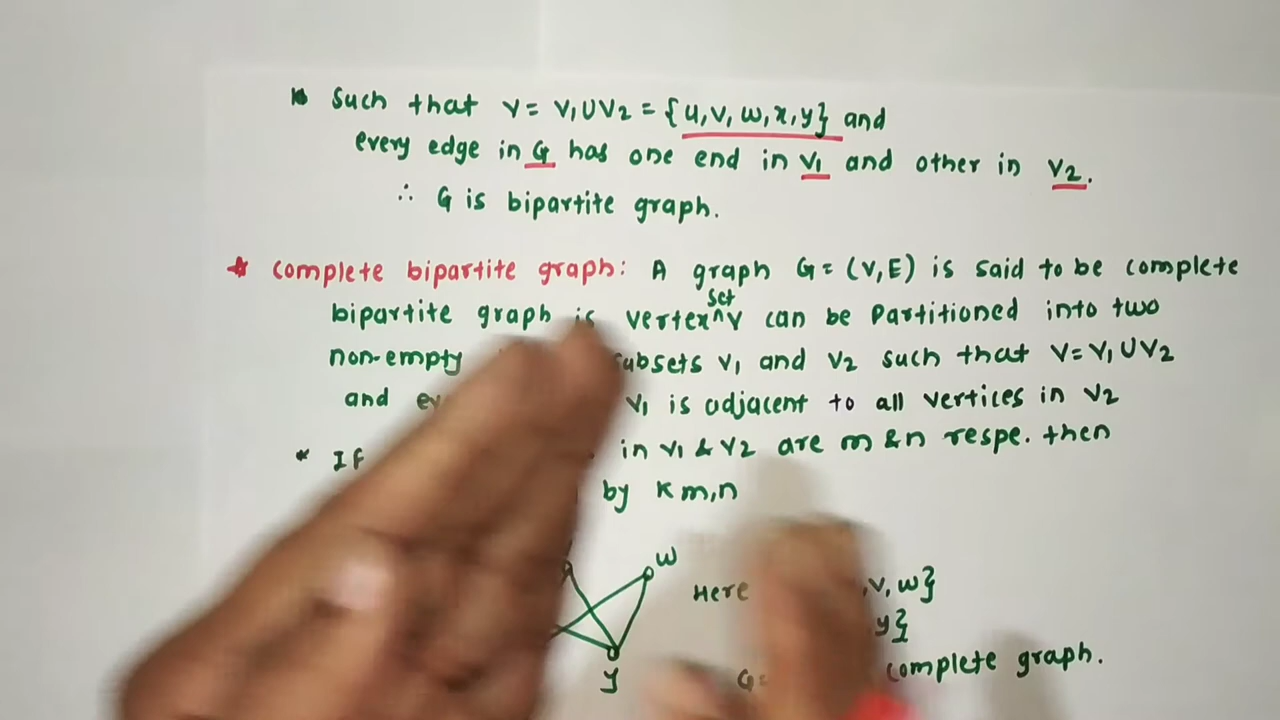 Such that V = V1 U V2 = {u, v, w, x, y} and
every edge in G has one end in V1 and other in V2.
∴ G is bipartite graph.
* Complete bipartite graph: A graph G = (V, E) is said to be complete
set
bipartite graph is vertex ^ V can be Partitioned into two
non-empty subsets V1 and V2 such that V = V1 U V2
and V1 is adjacent to all vertices in V2
* If in V1 & V2 are m & n respe. then
by Km,n
w
Here v, w}
y}
G = complete graph.
y